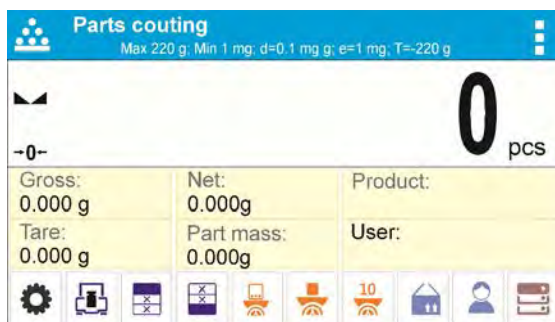 Parts couting
Max 220 g; Min 1 mg; d=0.1 mg g; e=1 mg; T=-220 g
0 pcs
→0←
Gross:
0.000 g
Net:
0.000g
Product:
Tare:
0.000 g
Part mass:
0.000g
User:
10